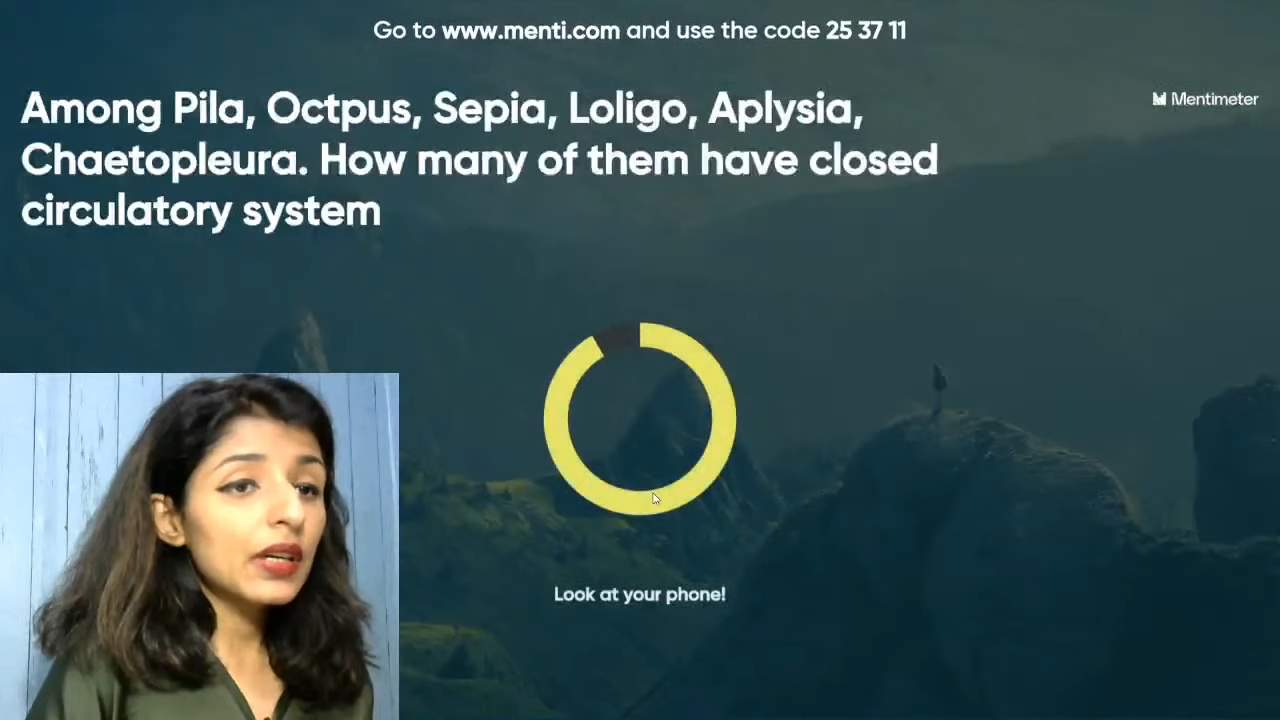 Go to www.menti.com and use the code 25 37 11
Mentimeter
Among Pila, Octpus, Sepia, Loligo, Aplysia,
Chaetopleura. How many of them have closed
circulatory system
Look at your phone!